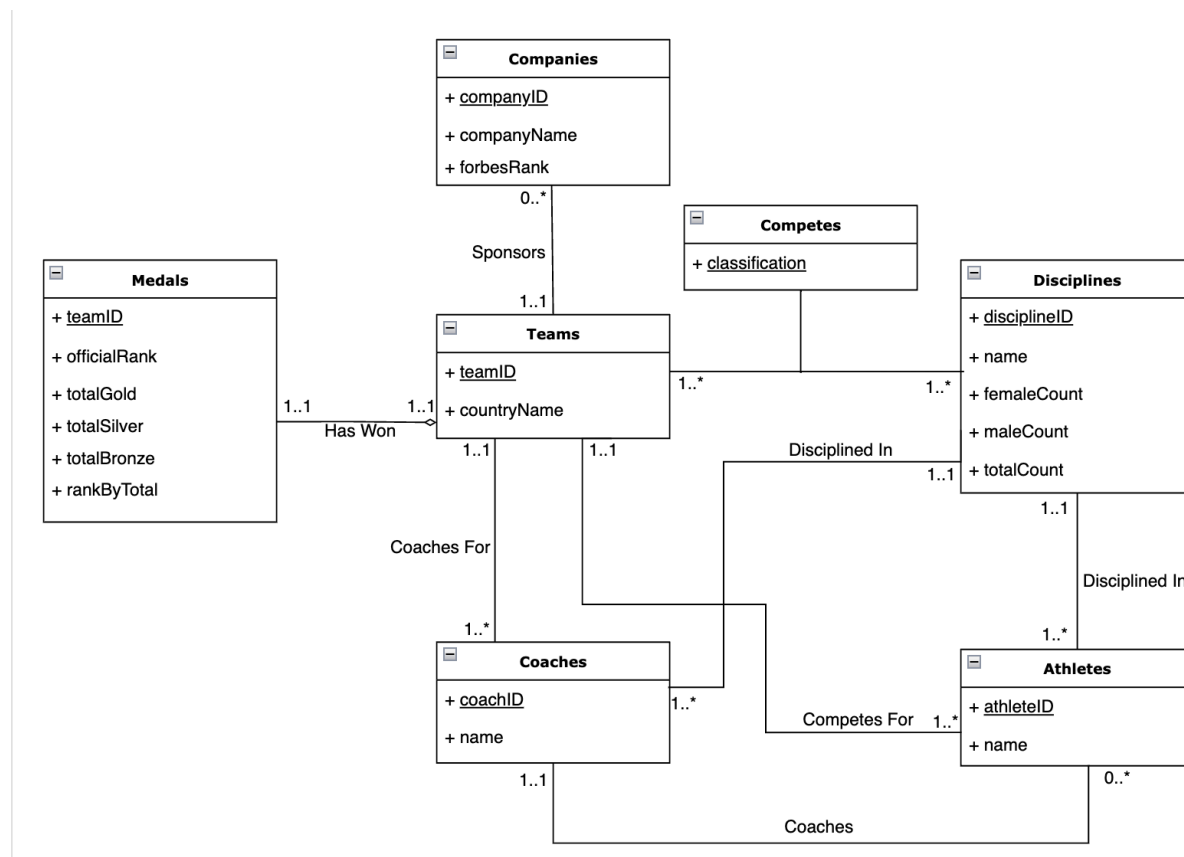 Companies
+ companyID
+ companyName
+ forbesRank
0..*
Sponsors
1..1
Competes
+ classification
Medals
+ teamID
+ officialRank
+ totalGold
+ totalSilver
+ totalBronze
+ rankByTotal
1..1
Has Won
1..1
Teams
+ teamID
+ countryName
1..*
1..*
Disciplines
+ disciplineID
+ name
+ femaleCount
+ maleCount
+ totalCount
1..1
1..1
Disciplined In
1..1
1..1
Coaches For
Disciplined In
1..*
1..*
Coaches
+ coachID
+ name
1..*
Competes For
1..*
Athletes
+ athleteID
+ name
1..1
0..*
Coaches